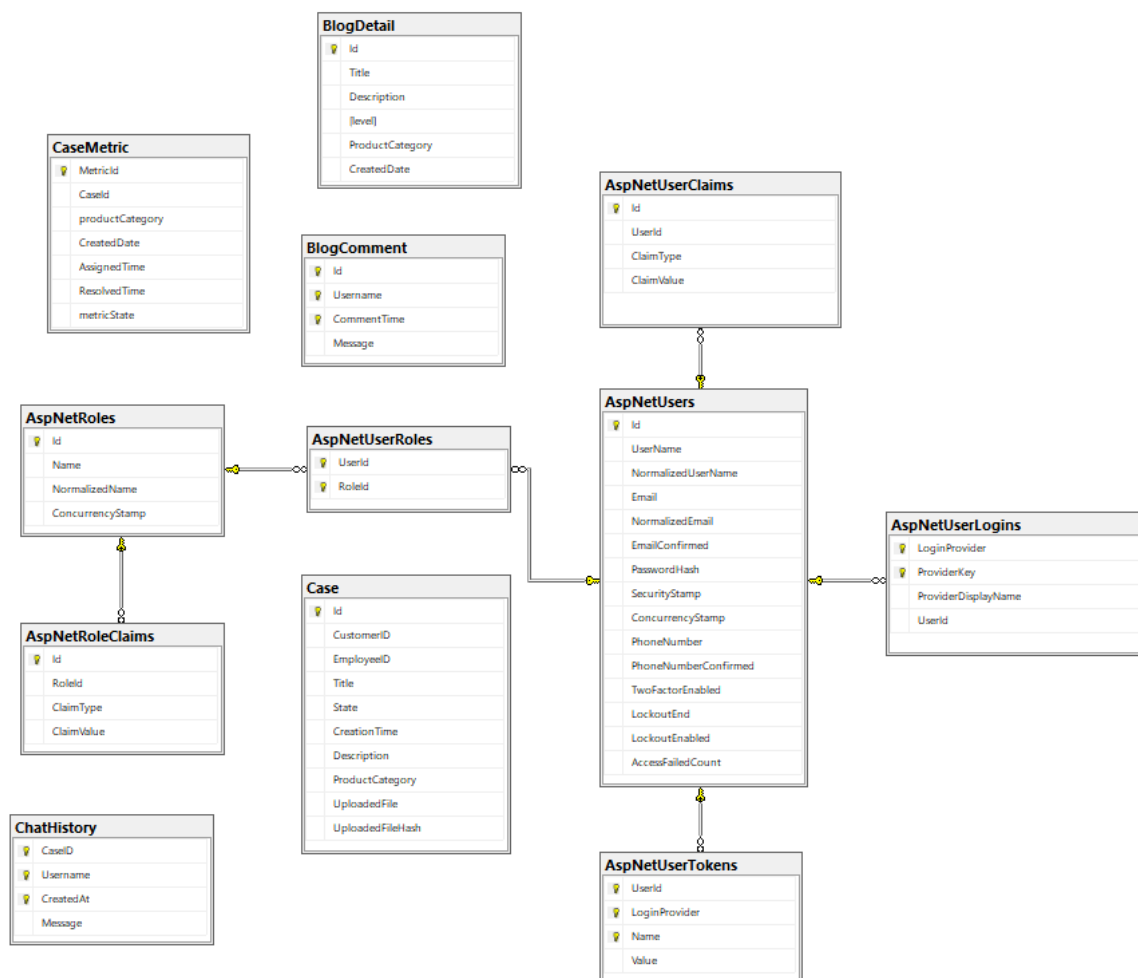 BlogDetail
Id
Title
Description
[level]
ProductCategory
CreatedDate
CaseMetric
MetricId
CaseId
productCategory
CreatedDate
AssignedTime
ResolvedTime
metricState
AspNetUserClaims
Id
UserId
ClaimType
ClaimValue
BlogComment
Id
Username
CommentTime
Message
AspNetRoles
Id
Name
NormalizedName
ConcurrencyStamp
AspNetUserRoles
UserId
RoleId
AspNetUsers
Id
UserName
NormalizedUserName
Email
NormalizedEmail
EmailConfirmed
PasswordHash
SecurityStamp
ConcurrencyStamp
PhoneNumber
PhoneNumberConfirmed
TwoFactorEnabled
LockoutEnd
LockoutEnabled
AccessFailedCount
AspNetUserLogins
LoginProvider
ProviderKey
ProviderDisplayName
UserId
AspNetRoleClaims
Id
RoleId
ClaimType
ClaimValue
Case
Id
CustomerID
EmployeeID
Title
State
CreationTime
Description
ProductCategory
UploadedFile
UploadedFileHash
ChatHistory
CaseID
Username
CreatedAt
Message
AspNetUserTokens
UserId
LoginProvider
Name
Value